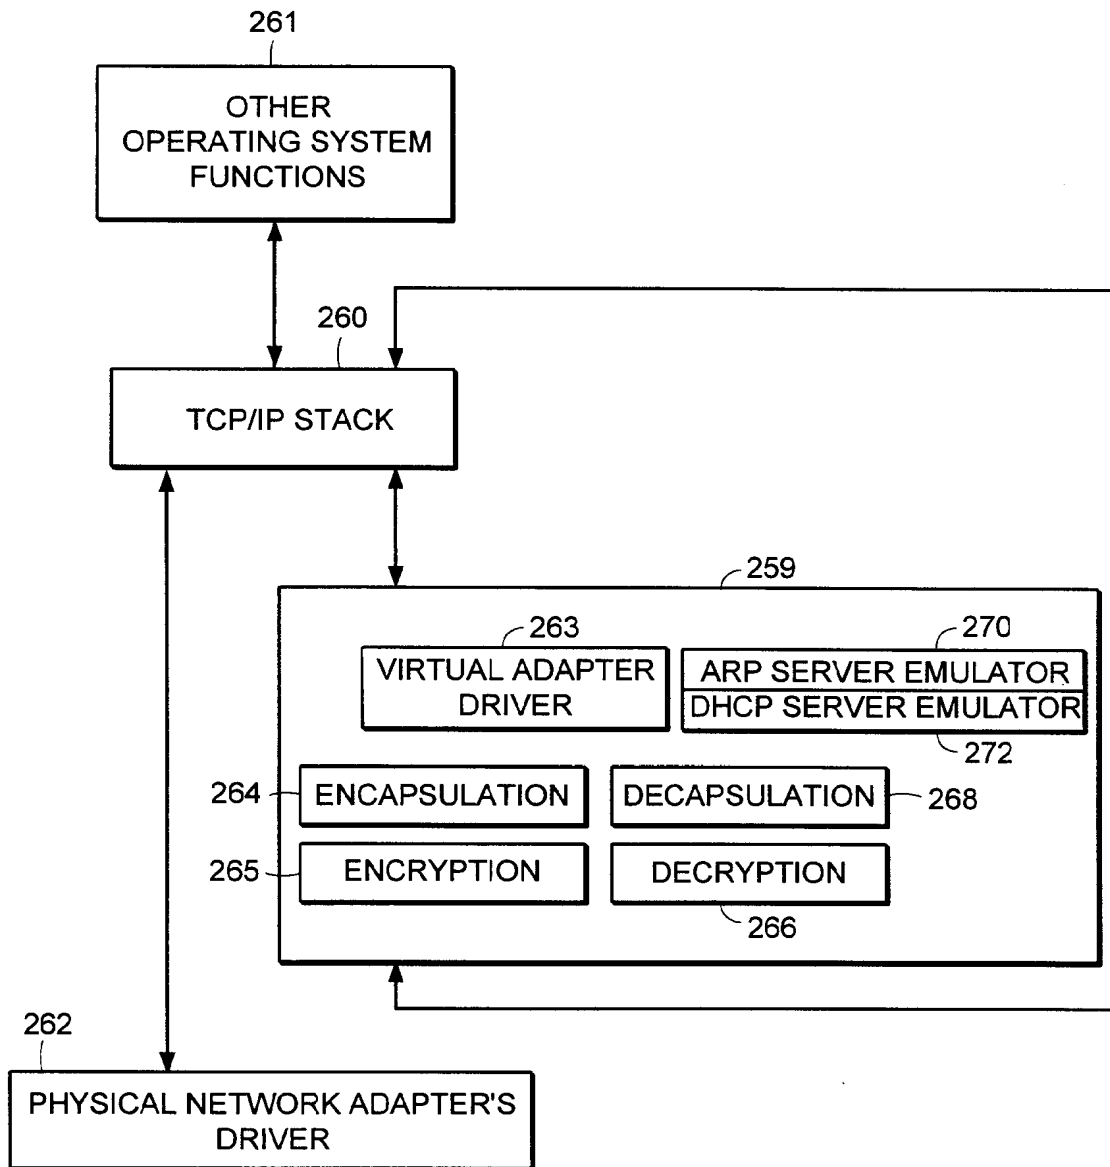 261
OTHER
OPERATING SYSTEM
FUNCTIONS
260
TCP/IP STACK
259
263
VIRTUAL ADAPTER
DRIVER
270
ARP SERVER EMULATOR
DHCP SERVER EMULATOR
272
264
ENCAPSULATION
DECAPSULATION
268
265
ENCRYPTION
DECRYPTION
266
262
PHYSICAL NETWORK ADAPTER'S
DRIVER